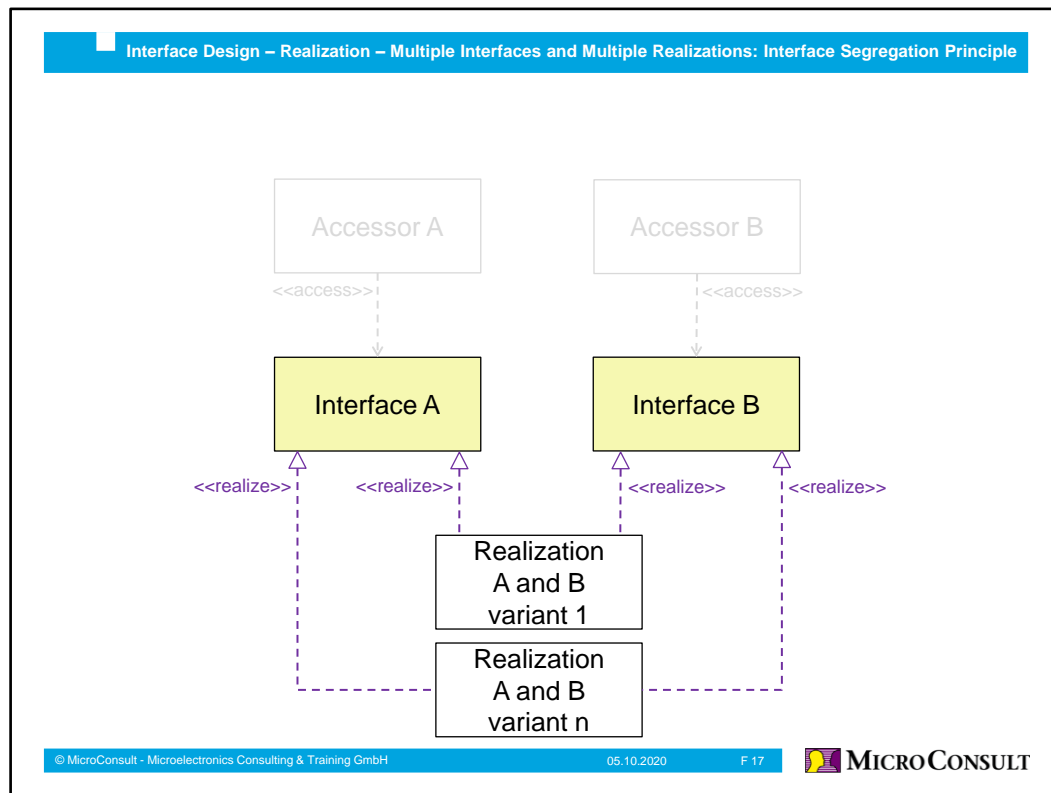 Interface Design – Realization – Multiple Interfaces and Multiple Realizations: Interface Segregation Principle
Accessor A
Accessor B
<<access>>
<<access>>
Interface A
Interface B
<<realize>>
<<realize>>
<<realize>>
<<realize>>
Realization
A and B
variant 1
Realization
A and B
variant n
© MicroConsult - Microelectronics Consulting & Training GmbH
05.10.2020
F 17
MICROCONSULT